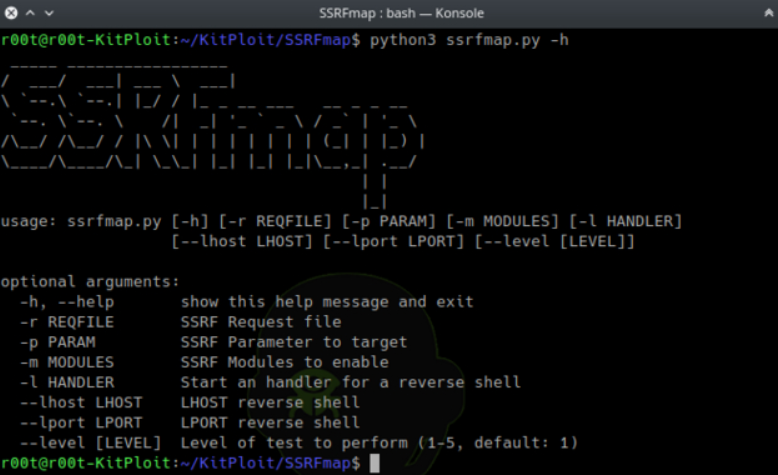 SSRFmap : bash — Konsole
r00t@r00t-KitPloit:~/KitPloit/SSRFmap$ python3 ssrfmap.py -h
SSRFmap
usage: ssrfmap.py [-h] [-r REQFILE] [-p PARAM] [-m MODULES] [-l HANDLER]
[--lhost LHOST] [--lport LPORT] [--level [LEVEL]]
optional arguments:
-h, --help show this help message and exit
-r REQFILE SSRF Request file
-p PARAM SSRF Parameter to target
-m MODULES SSRF Modules to enable
-l HANDLER Start an handler for a reverse shell
--lhost LHOST LHOST reverse shell
--lport LPORT LPORT reverse shell
--level [LEVEL] Level of test to perform (1-5, default: 1)
r00t@r00t-KitPloit:~/KitPloit/SSRFmap$